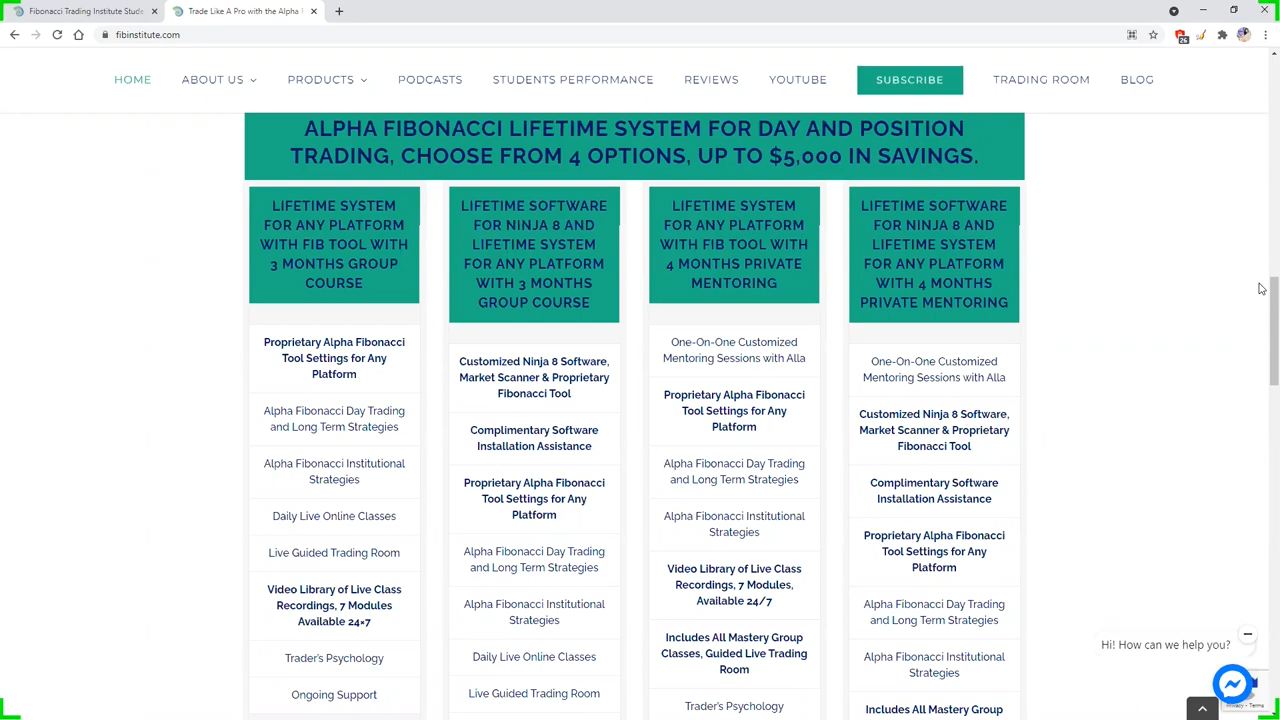 Fibonacci Trading Institute Stude
Trade Like A Pro with the Alpha F
fibinstitute.com
26
HOME
ABOUT US
PRODUCTS
PODCASTS
STUDENTS PERFORMANCE
REVIEWS
YOUTUBE
SUBSCRIBE
TRADING ROOM
BLOG
ALPHA FIBONACCI LIFETIME SYSTEM FOR DAY AND POSITION
TRADING, CHOOSE FROM 4 OPTIONS, UP TO $5,000 IN SAVINGS.
LIFETIME SYSTEM
FOR ANY PLATFORM
WITH FIB TOOL WITH
3 MONTHS GROUP
COURSE
Proprietary Alpha Fibonacci
Tool Settings for Any
Platform
Alpha Fibonacci Day Trading
and Long Term Strategies
Alpha Fibonacci Institutional
Strategies
Daily Live Online Classes
Live Guided Trading Room
Video Library of Live Class
Recordings, 7 Modules
Available 24×7
Trader's Psychology
Ongoing Support
LIFETIME SOFTWARE
FOR NINJA 8 AND
LIFETIME SYSTEM
FOR ANY PLATFORM
WITH 3 MONTHS
GROUP COURSE
Customized Ninja 8 Software,
Market Scanner & Proprietary
Fibonacci Tool
Complimentary Software
Installation Assistance
Proprietary Alpha Fibonacci
Tool Settings for Any
Platform
Alpha Fibonacci Day Trading
and Long Term Strategies
Alpha Fibonacci Institutional
Strategies
Daily Live Online Classes
Live Guided Trading Room
LIFETIME SYSTEM
FOR ANY PLATFORM
WITH FIB TOOL WITH
4 MONTHS PRIVATE
MENTORING
One-On-One Customized
Mentoring Sessions with Alla
Proprietary Alpha Fibonacci
Tool Settings for Any
Platform
Alpha Fibonacci Day Trading
and Long Term Strategies
Alpha Fibonacci Institutional
Strategies
Video Library of Live Class
Recordings, 7 Modules,
Available 24/7
Includes All Mastery Group
Classes, Guided Live Trading
Room
Trader's Psychology
LIFETIME SOFTWARE
FOR NINJA 8 AND
LIFETIME SYSTEM
FOR ANY PLATFORM
WITH 4 MONTHS
PRIVATE MENTORING
One-On-One Customized
Mentoring Sessions with Alla
Customized Ninja 8 Software,
Market Scanner & Proprietary
Fibonacci Tool
Complimentary Software
Installation Assistance
Proprietary Alpha Fibonacci
Tool Settings for Any
Platform
Alpha Fibonacci Day Trading
and Long Term Strategies
Alpha Fibonacci Institutional
Strategies
Includes All Mastery Group
Hi! How can we help you?
Privacy - Terms